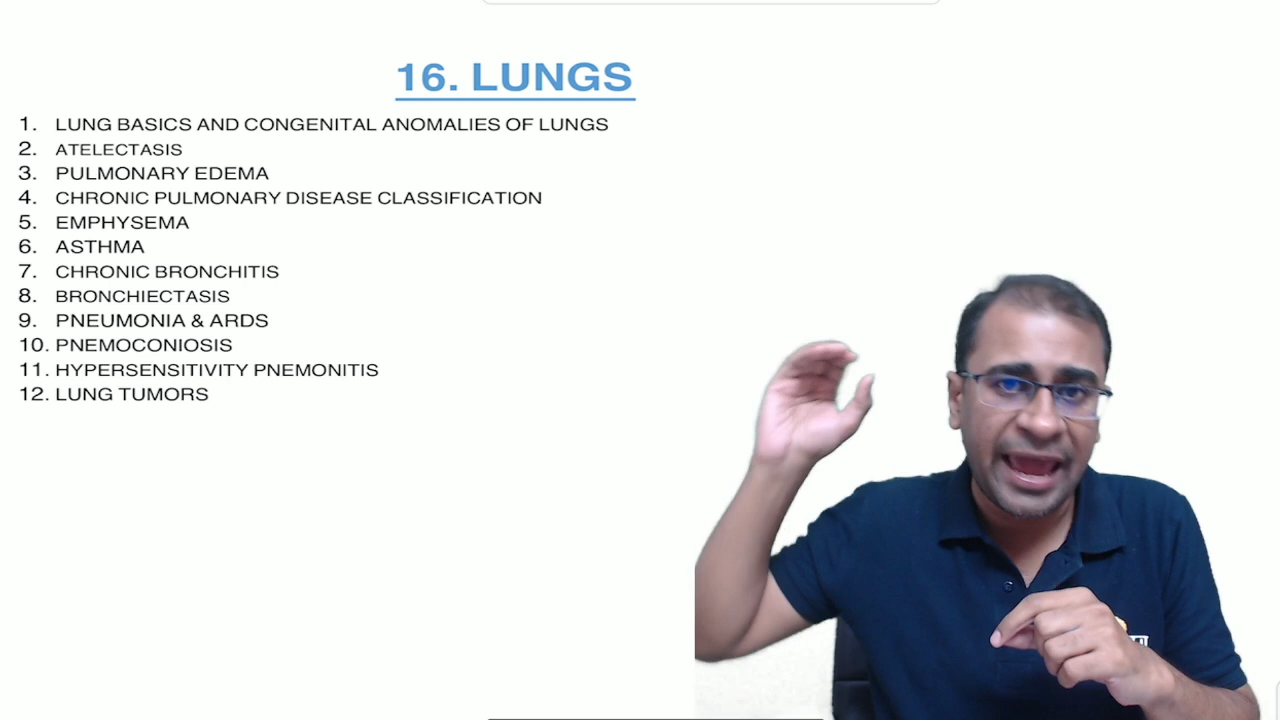 16. LUNGS
1. LUNG BASICS AND CONGENITAL ANOMALIES OF LUNGS
2. ATELECTASIS
3. PULMONARY EDEMA
4. CHRONIC PULMONARY DISEASE CLASSIFICATION
5. EMPHYSEMA
6. ASTHMA
7. CHRONIC BRONCHITIS
8. BRONCHIECTASIS
9. PNEUMONIA & ARDS
10. PNEMOCONIOSIS
11. HYPERSENSITIVITY PNEMONITIS
12. LUNG TUMORS